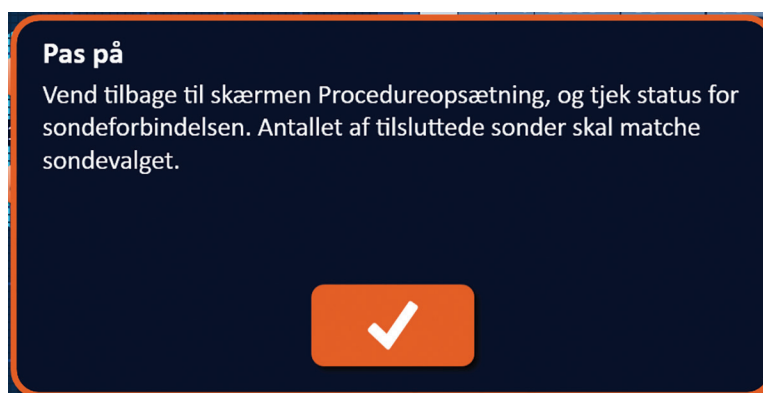 Pas på
Vend tilbage til skærmen Procedureopsætning, og tjek status for
sondeforbindelsen. Antallet af tilsluttede sonder skal matche
sondevalget.